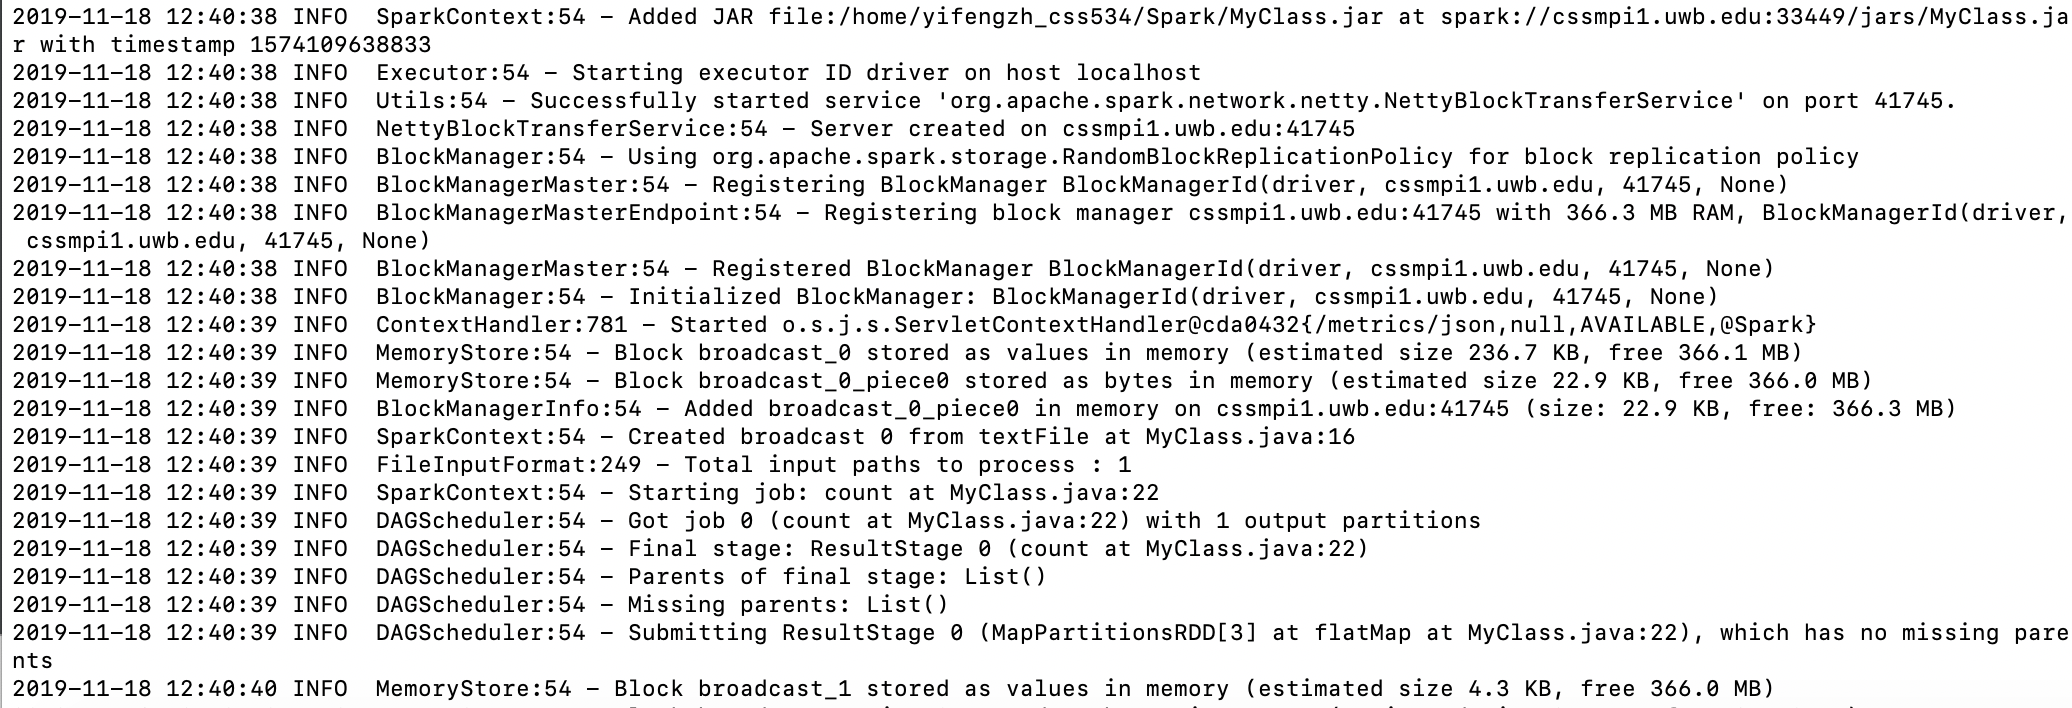 2019-11-18 12:40:38 INFO  SparkContext:54 - Added JAR file:/home/yifengzh_css534/Spark/MyClass.jar at spark://cssmpi1.uwb.edu:33449/jars/MyClass.ja
r with timestamp 1574109638833
2019-11-18 12:40:38 INFO  Executor:54 - Starting executor ID driver on host localhost
2019-11-18 12:40:38 INFO  Utils:54 - Successfully started service 'org.apache.spark.network.netty.NettyBlockTransferService' on port 41745.
2019-11-18 12:40:38 INFO  NettyBlockTransferService:54 - Server created on cssmpi1.uwb.edu:41745
2019-11-18 12:40:38 INFO  BlockManager:54 - Using org.apache.spark.storage.RandomBlockReplicationPolicy for block replication policy
2019-11-18 12:40:38 INFO  BlockManagerMaster:54 - Registering BlockManager BlockManagerId(driver, cssmpi1.uwb.edu, 41745, None)
2019-11-18 12:40:38 INFO  BlockManagerMasterEndpoint:54 - Registering block manager cssmpi1.uwb.edu:41745 with 366.3 MB RAM, BlockManagerId(driver,
 cssmpi1.uwb.edu, 41745, None)
2019-11-18 12:40:38 INFO  BlockManagerMaster:54 - Registered BlockManager BlockManagerId(driver, cssmpi1.uwb.edu, 41745, None)
2019-11-18 12:40:38 INFO  BlockManager:54 - Initialized BlockManager: BlockManagerId(driver, cssmpi1.uwb.edu, 41745, None)
2019-11-18 12:40:39 INFO  ContextHandler:781 - Started o.s.j.s.ServletContextHandler@cda0432{/metrics/json,null,AVAILABLE,@Spark}
2019-11-18 12:40:39 INFO  MemoryStore:54 - Block broadcast_0 stored as values in memory (estimated size 236.7 KB, free 366.1 MB)
2019-11-18 12:40:39 INFO  MemoryStore:54 - Block broadcast_0_piece0 stored as bytes in memory (estimated size 22.9 KB, free 366.0 MB)
2019-11-18 12:40:39 INFO  BlockManagerInfo:54 - Added broadcast_0_piece0 in memory on cssmpi1.uwb.edu:41745 (size: 22.9 KB, free: 366.3 MB)
2019-11-18 12:40:39 INFO  SparkContext:54 - Created broadcast 0 from textFile at MyClass.java:16
2019-11-18 12:40:39 INFO  FileInputFormat:249 - Total input paths to process : 1
2019-11-18 12:40:39 INFO  SparkContext:54 - Starting job: count at MyClass.java:22
2019-11-18 12:40:39 INFO  DAGScheduler:54 - Got job 0 (count at MyClass.java:22) with 1 output partitions
2019-11-18 12:40:39 INFO  DAGScheduler:54 - Final stage: ResultStage 0 (count at MyClass.java:22)
2019-11-18 12:40:39 INFO  DAGScheduler:54 - Parents of final stage: List()
2019-11-18 12:40:39 INFO  DAGScheduler:54 - Missing parents: List()
2019-11-18 12:40:39 INFO  DAGScheduler:54 - Submitting ResultStage 0 (MapPartitionsRDD[3] at flatMap at MyClass.java:22), which has no missing pare
nts
2019-11-18 12:40:40 INFO  MemoryStore:54 - Block broadcast_1 stored as values in memory (estimated size 4.3 KB, free 366.0 MB)